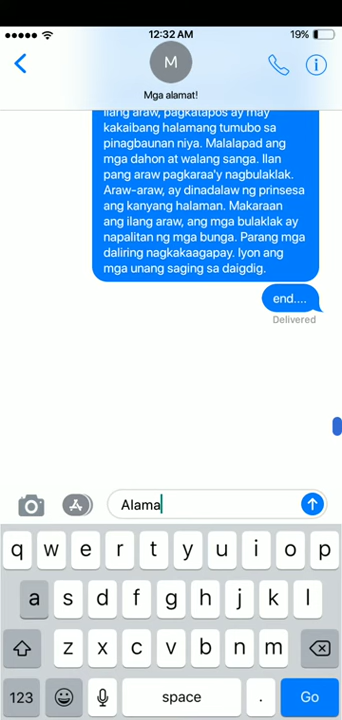 12:32 AM
19%
M
Mga alamat!
ilang araw, pagkatapos ay may
kakaibang halamang tumubo sa
pinagbaunan niya. Malalapad ang
mga dahon at walang sanga. Ilan
pang araw pagkaraa'y nagbulaklak.
Araw-araw, ay dinadalaw ng prinsesa
ang kanyang halaman. Makaraan
ang ilang araw, ang mga bulaklak ay
napalitan ng mga bunga. Parang mga
daliring nagkakaagapay. Iyon ang
mga unang saging sa daigdig.
end....
Delivered
Alama
q w e r t y u i o p
a s d f g h j k l
z x c v b n m
123 space . Go